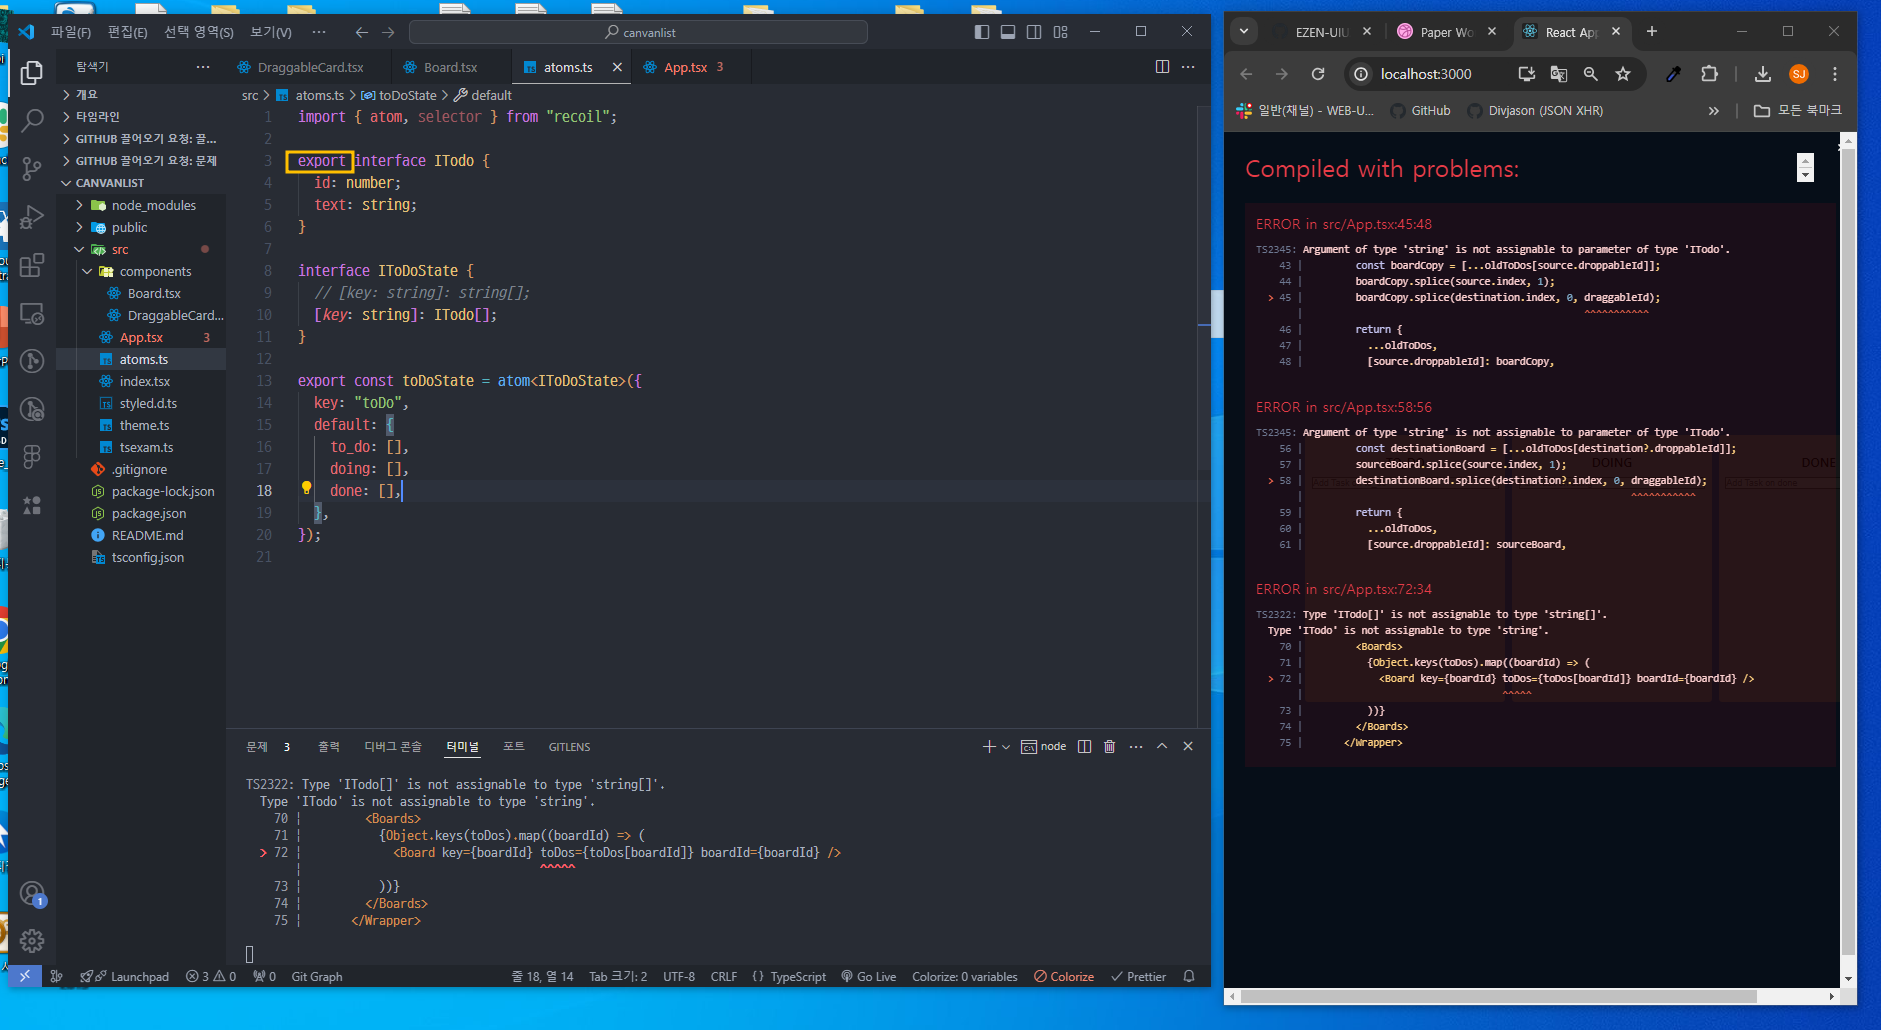 파일(F) 편집(E) 선택 영역(S) 보기(V) ··· canvanlist
탐색기 ···
개요
타임라인
GITHUB 끌어오기 요청: 끌...
GITHUB 끌어오기 요청: 문제
CANVANLIST
node_modules
public
src
components
Board.tsx
DraggableCard...
App.tsx 3
atoms.ts
index.tsx
styled.d.ts
theme.ts
tsexam.ts
.gitignore
package-lock.json
package.json
README.md
tsconfig.json
DraggableCard.tsx Board.tsx atoms.ts App.tsx 3
src > atoms.ts > toDoState > default
1 import { atom, selector } from "recoil";
2
3 export interface ITodo {
4 id: number;
5 text: string;
6 }
7
8 interface IToDoState {
9 // [key: string]: string[];
10 [key: string]: ITodo[];
11 }
12
13 export const toDoState = atom<IToDoState>({
14 key: "toDo",
15 default: {
16 to_do: [],
17 doing: [],
18 done: [],
19 },
20 });
21
문제 3 출력 디버그 콘솔 터미널 포트 GITLENS node
TS2322: Type 'ITodo[]' is not assignable to type 'string[]'.
Type 'ITodo' is not assignable to type 'string'.
70 | <Boards>
71 | {Object.keys(toDos).map((boardId) => (
> 72 | <Board key={boardId} toDos={toDos[boardId]} boardId={boardId} />
| ^^^^^
73 | ))}
74 | </Boards>
75 | </Wrapper>
1
Launchpad 3 0 0 Git Graph 줄 18, 열 14 Tab 크기: 2 UTF-8 CRLF {} TypeScript Go Live Colorize: 0 variables Colorize Prettier
EZEN-UIU Paper Wo React Ap
localhost:3000 SJ
일반(채널) - WEB-U... GitHub Divjason (JSON XHR) » 모든 북마크
Compiled with problems:
ERROR in src/App.tsx:45:48
TS2345: Argument of type 'string' is not assignable to parameter of type 'ITodo'.
43 | const boardCopy = [...oldToDos[source.droppableId]];
44 | boardCopy.splice(source.index, 1);
> 45 | boardCopy.splice(destination.index, 0, draggableId);
| ^^^^^^^^^^^
46 | return {
47 | ...oldToDos,
48 | [source.droppableId]: boardCopy,
ERROR in src/App.tsx:58:56
TS2345: Argument of type 'string' is not assignable to parameter of type 'ITodo'.
56 | const destinationBoard = [...oldToDos[destination?.droppableId]];
57 | sourceBoard.splice(source.index, 1);
> 58 | destinationBoard.splice(destination?.index, 0, draggableId);
| ^^^^^^^^^^^
59 | return {
60 | ...oldToDos,
61 | [source.droppableId]: sourceBoard,
DOING DONE
ERROR in src/App.tsx:72:34
TS2322: Type 'ITodo[]' is not assignable to type 'string[]'.
Type 'ITodo' is not assignable to type 'string'.
70 | <Boards>
71 | {Object.keys(toDos).map((boardId) => (
> 72 | <Board key={boardId} toDos={toDos[boardId]} boardId={boardId} />
| ^^^^^
73 | ))}
74 | </Boards>
75 | </Wrapper>